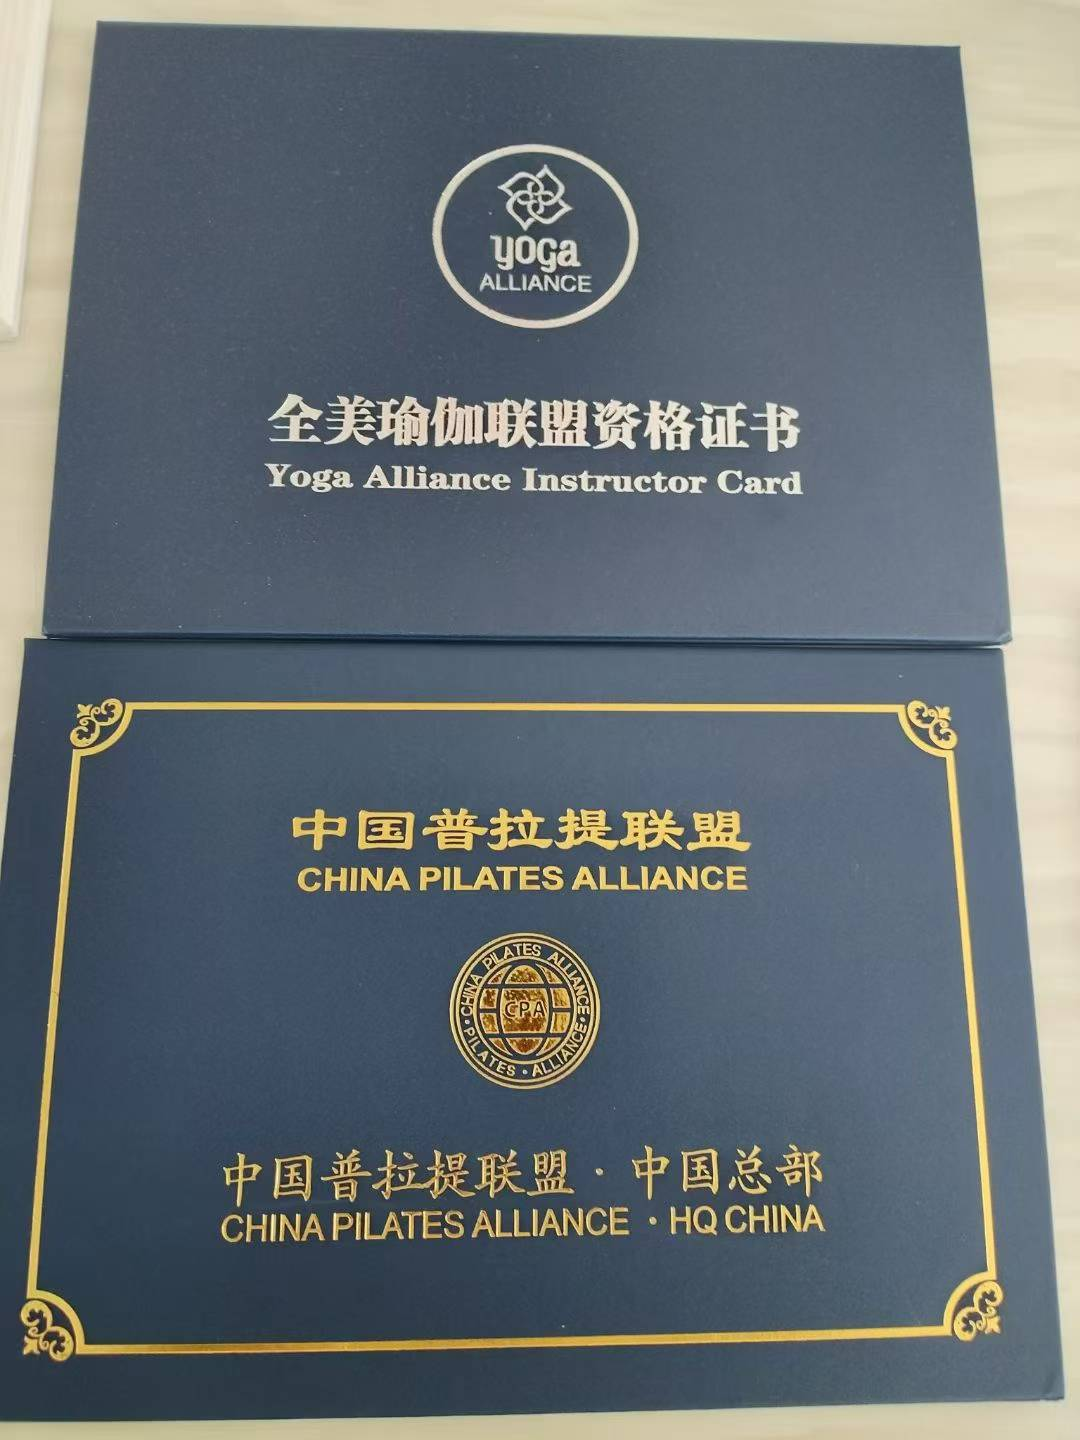 yoga
ALLIANCE
全美瑜伽联盟资格证书
Yoga Alliance Instructor Card
中国普拉提联盟
CHINA PILATES ALLIANCE
CHINA PILATES ALLIANCE
CPA
·PILATES·ALLIANCE·
中国普拉提联盟·中国总部
CHINA PILATES ALLIANCE ·HQ CHINA